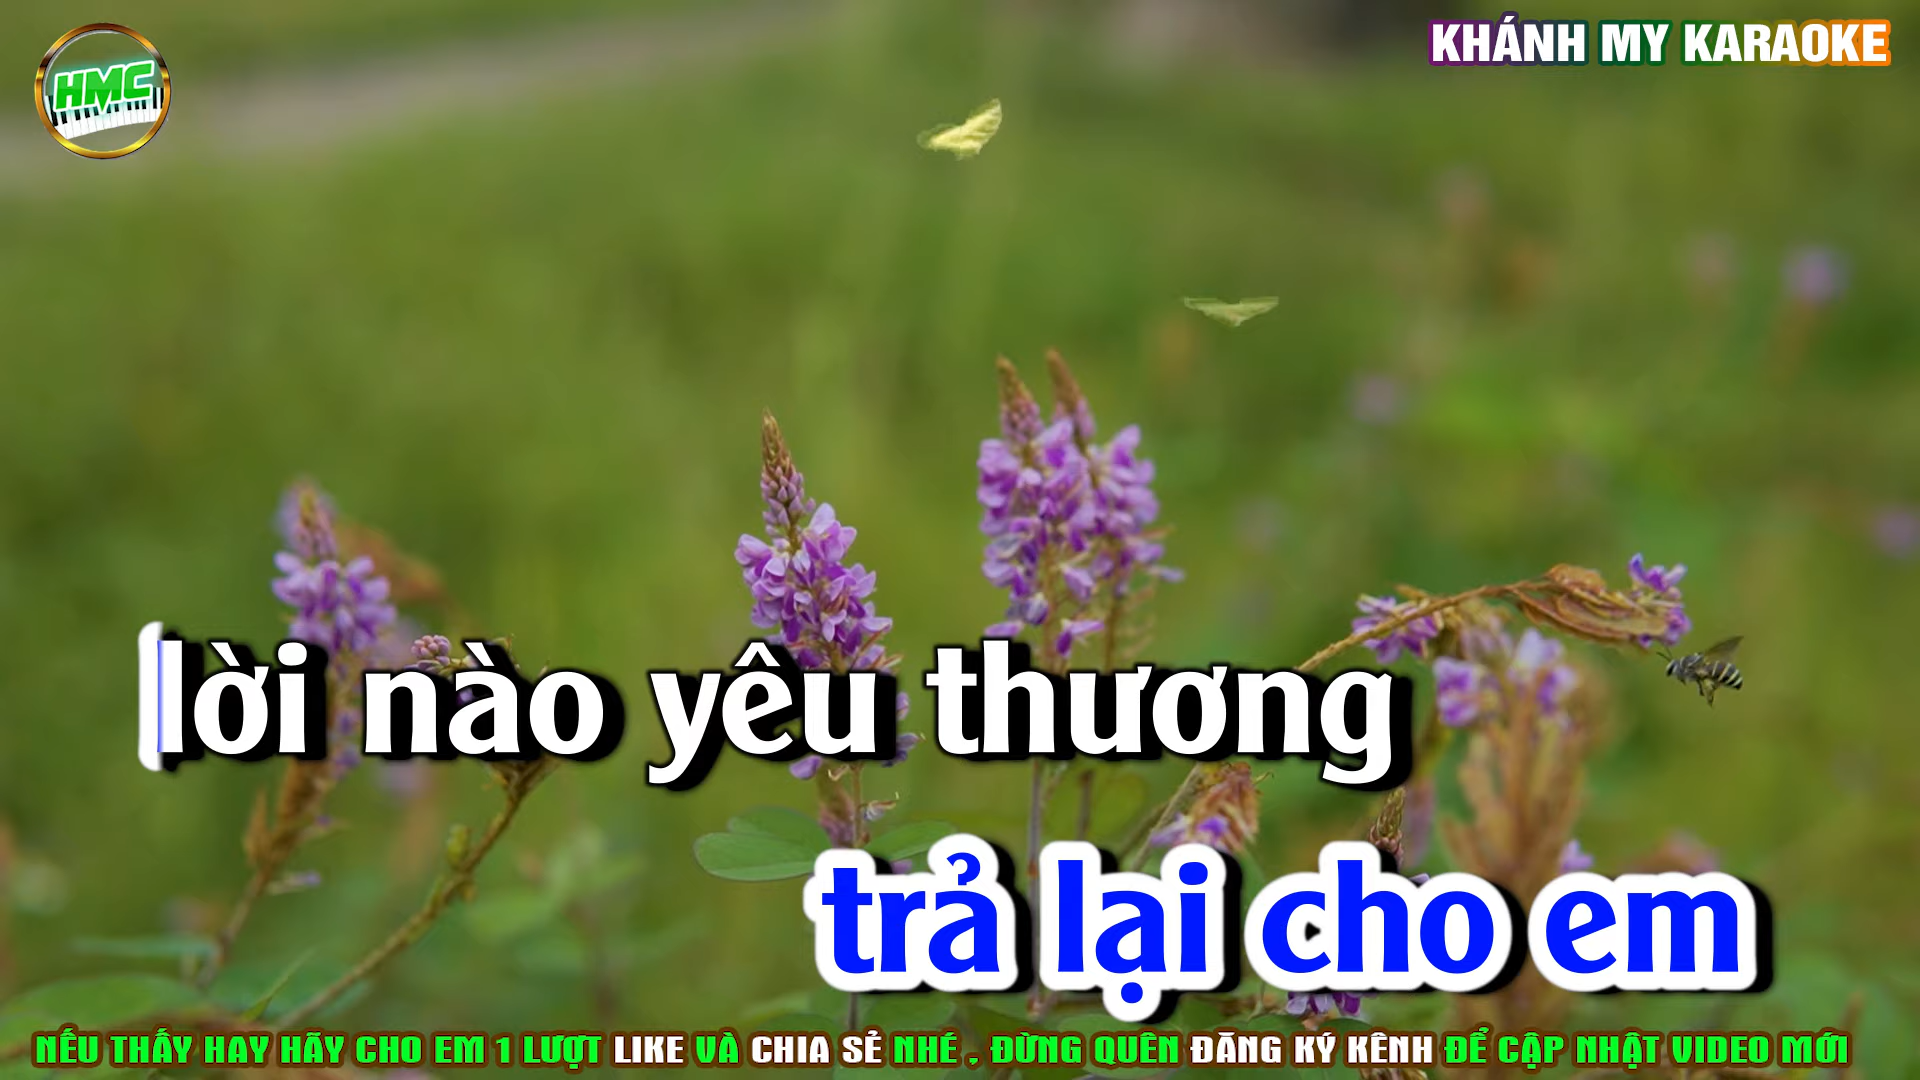 HMC
KHÁNH MY KARAOKE
lời nào yêu thương
trả lại cho em
NẾU THẤY HAY HÃY CHO EM 1 LƯỢT LIKE VÀ CHIA SẺ NHÉ , ĐỪNG QUÊN ĐĂNG KÝ KÊNH ĐỂ CẬP NHẬT VIDEO MỚI